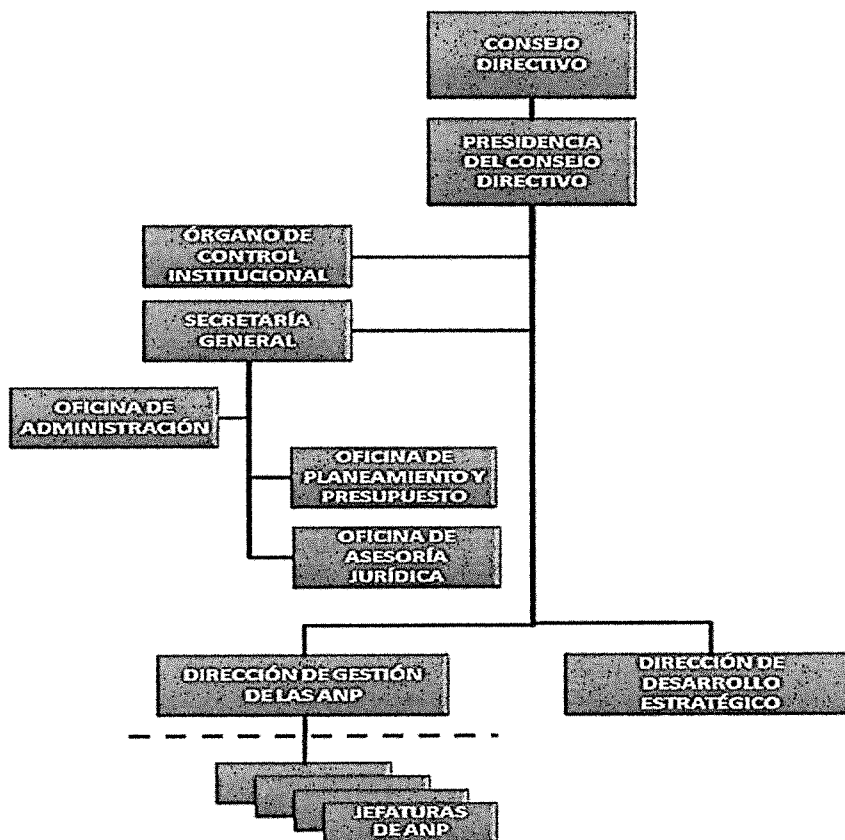 CONSEJO
DIRECTIVO
PRESIDENCIA
DEL CONSEJO
DIRECTIVO
ÓRGANO DE
CONTROL
INSTITUCIONAL
SECRETARÍA
GENERAL
OFICINA DE
ADMINISTRACIÓN
OFICINA DE
PLANEAMIENTO Y
PRESUPUESTO
OFICINA DE
ASESORÍA
JURÍDICA
DIRECCIÓN DE GESTIÓN
DE LAS ANP
DIRECCIÓN DE
DESARROLLO
ESTRATÉGICO
JEFATURAS
DE ANP